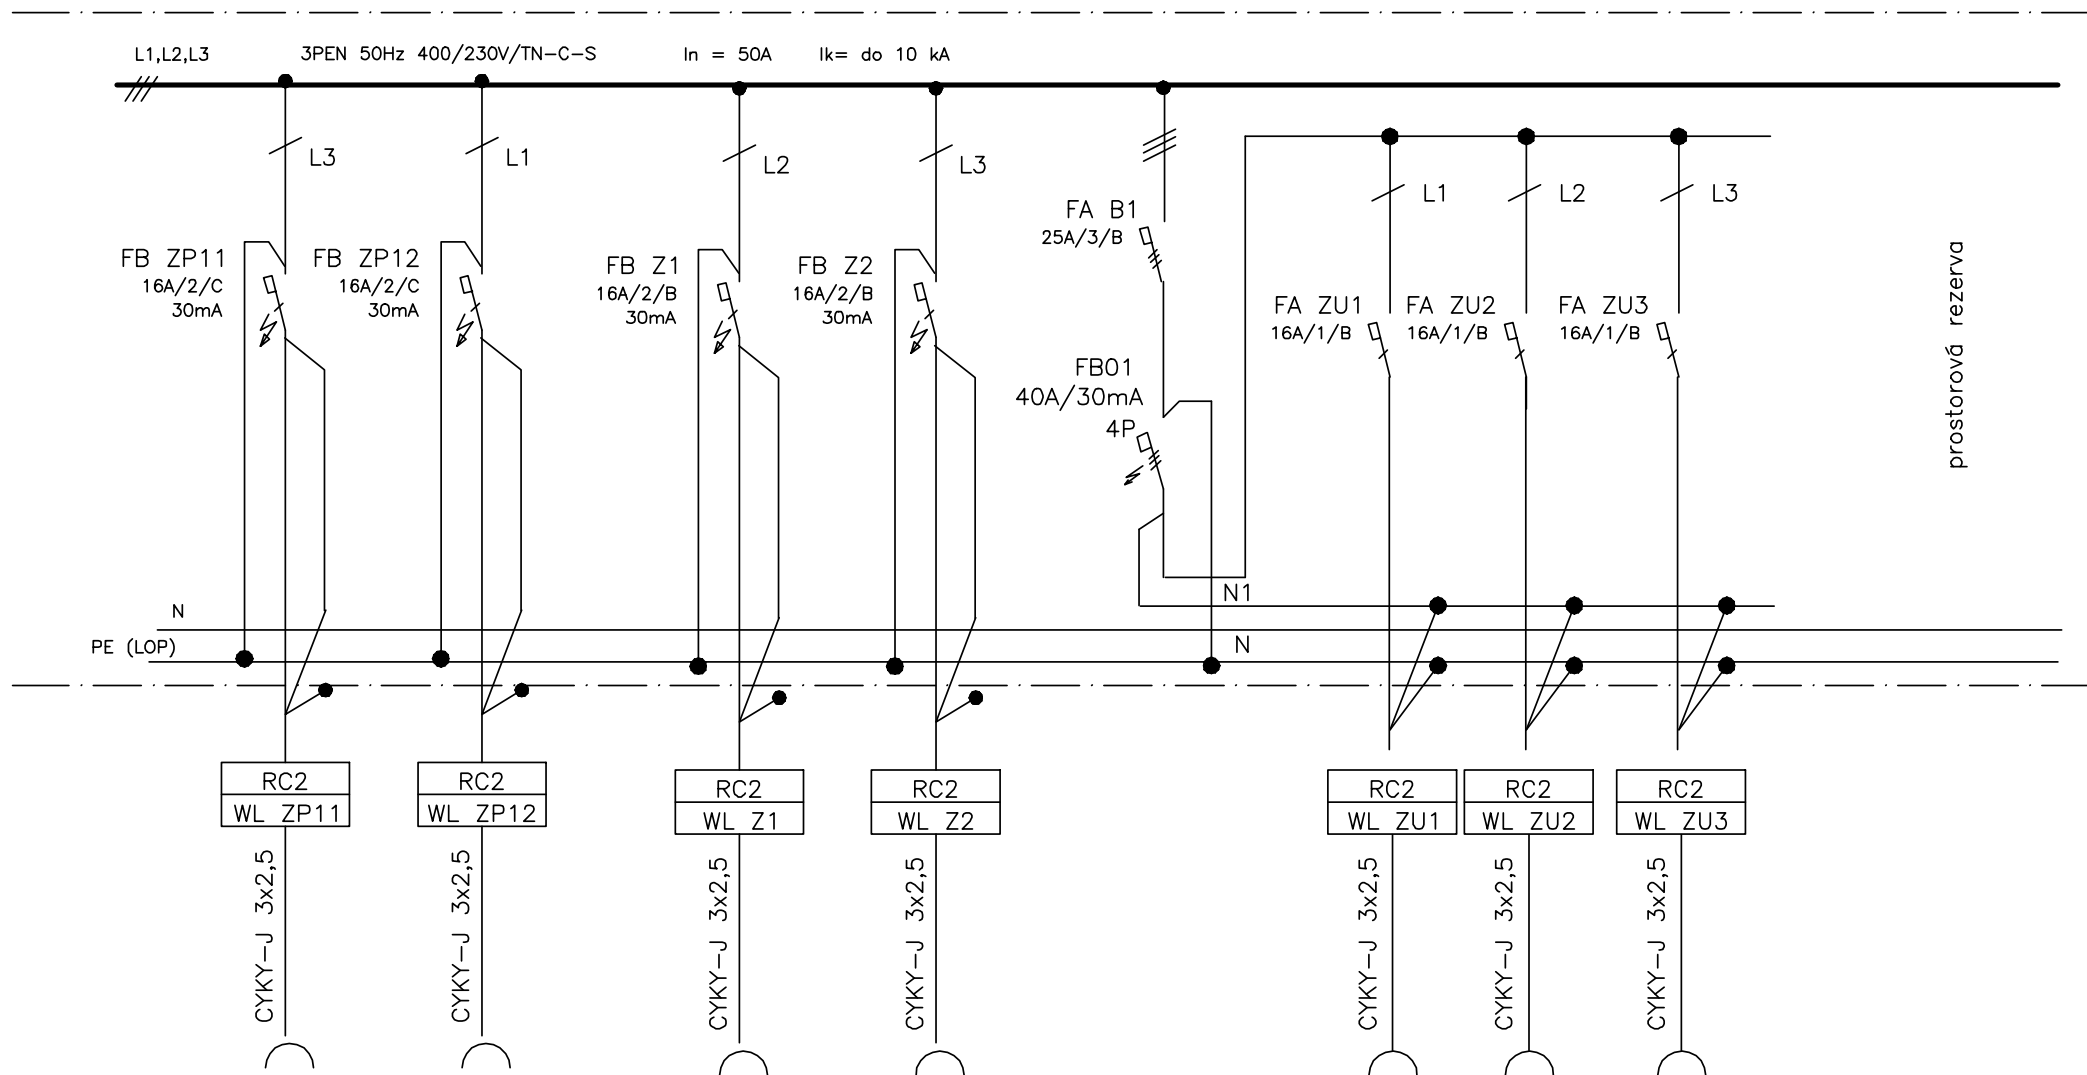 L1,L2,L3 3PEN 50Hz 400/230V/TN-C-S In = 50A Ik= do 10 kA
L3
L1
L2
L3
L1
L2
L3
FB ZP11
16A/2/C
30mA
FB ZP12
16A/2/C
30mA
FB Z1
16A/2/B
30mA
FB Z2
16A/2/B
30mA
FA B1
25A/3/B
FB01
40A/30mA
4P
FA ZU1
16A/1/B
FA ZU2
16A/1/B
FA ZU3
16A/1/B
prostorová rezerva
N1
N
N
PE (LOP)
RC2
WL ZP11
RC2
WL ZP12
RC2
WL Z1
RC2
WL Z2
RC2
WL ZU1
RC2
WL ZU2
RC2
WL ZU3
CYKY-J 3x2,5
CYKY-J 3x2,5
CYKY-J 3x2,5
CYKY-J 3x2,5
CYKY-J 3x2,5
CYKY-J 3x2,5
CYKY-J 3x2,5